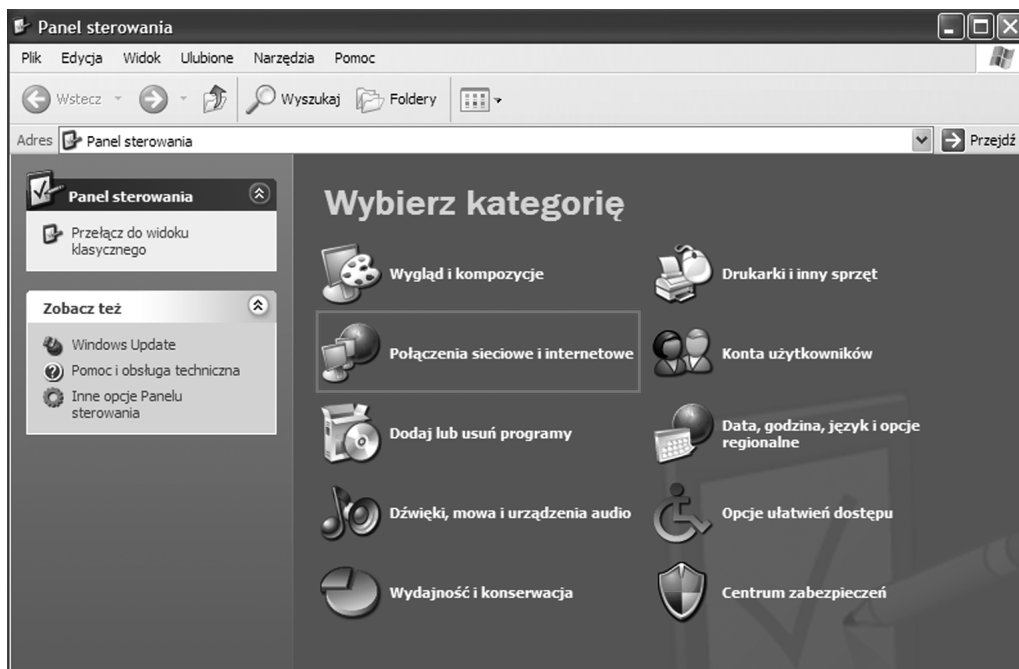 Panel sterowania
Plik Edycja Widok Ulubione Narzędzia Pomoc
Wstecz Wyszukaj Foldery
Adres Panel sterowania Przejdź
Panel sterowania
Przełącz do widoku
klasycznego
Zobacz też
Windows Update
Pomoc i obsługa techniczna
Inne opcje Panelu
sterowania
Wybierz kategorię
Wygląd i kompozycje
Drukarki i inny sprzęt
Połączenia sieciowe i internetowe
Konta użytkowników
Dodaj lub usuń programy
Data, godzina, język i opcje
regionalne
Dźwięki, mowa i urządzenia audio
Opcje ułatwień dostępu
Wydajność i konserwacja
Centrum zabezpieczeń